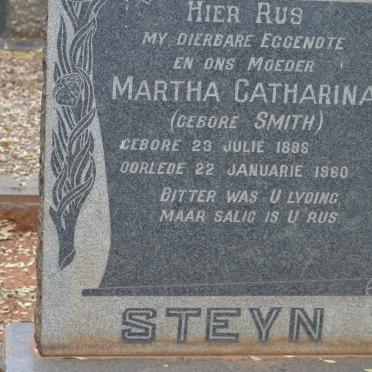 HIER RUS
MY DIERBARE EGGENOTE
EN ONS MOEDER
MARTHA CATHARINA
(GEBORE SMITH)
GEBORE 23 JULIE 1888
OORLEDE 22 JANUARIE 1960
BITTER WAS U LYDING
MAAR SALIG IS U RUS
STEYN